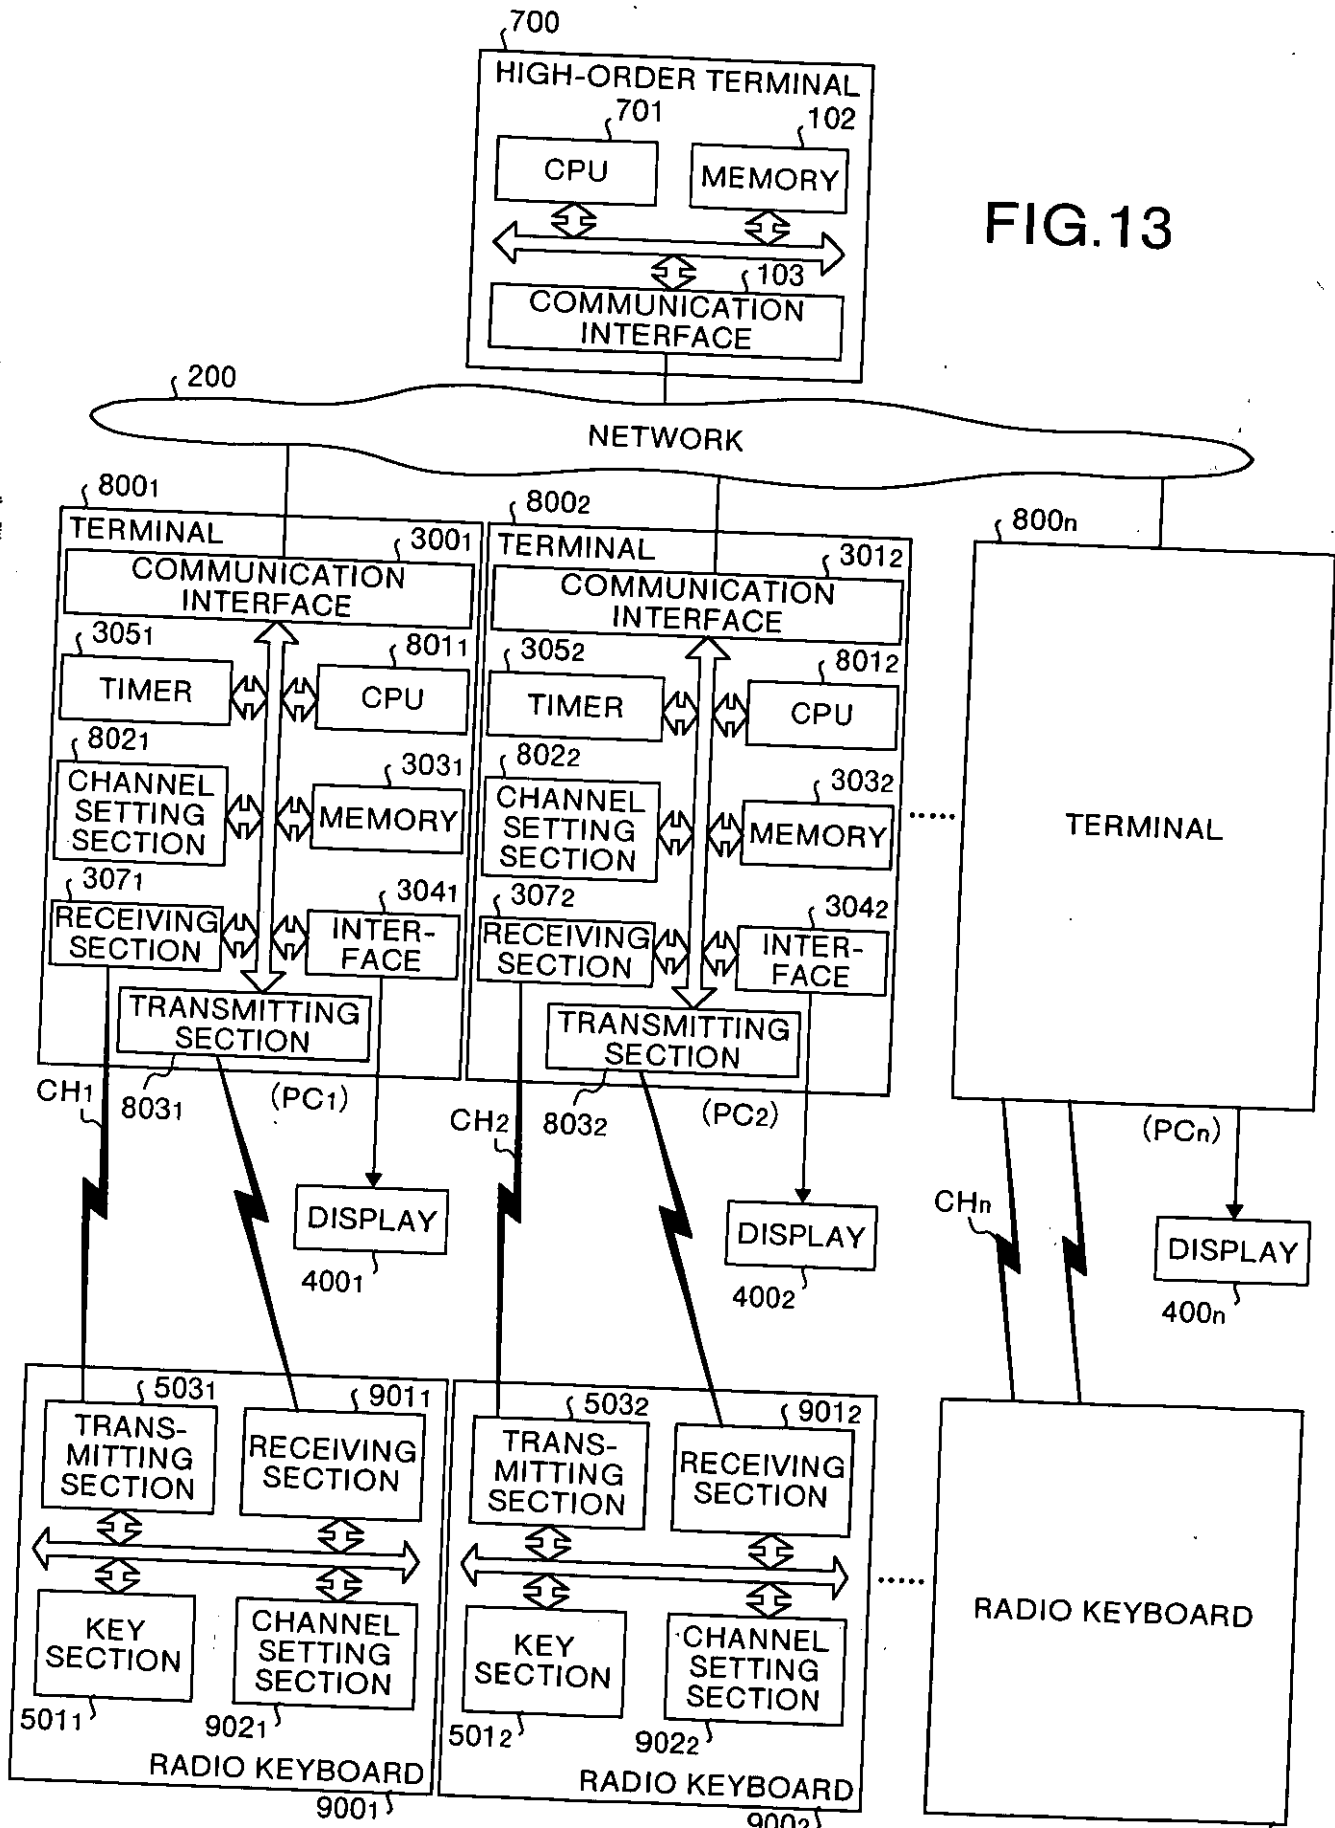 700
HIGH-ORDER TERMINAL
701
102
CPU
MEMORY
FIG.13
103
COMMUNICATION
INTERFACE
200
NETWORK
8001
8002
800n
TERMINAL
3001
COMMUNICATION
INTERFACE
3051
8011
TIMER
CPU
8021
3031
CHANNEL
SETTING
SECTION
MEMORY
3071
3041
RECEIVING
SECTION
INTER-
FACE
TRANSMITTING
SECTION
CH1
8031
(PC1)
DISPLAY
4001
TERMINAL
3012
COMMUNICATION
INTERFACE
3052
8012
TIMER
CPU
8022
3032
CHANNEL
SETTING
SECTION
MEMORY
3072
3042
RECEIVING
SECTION
INTER-
FACE
TRANSMITTING
SECTION
CH2
8032
(PC2)
DISPLAY
4002
.....
TERMINAL
(PCn)
CHn
DISPLAY
400n
5031
9011
TRANS-
MITTING
SECTION
RECEIVING
SECTION
KEY
SECTION
CHANNEL
SETTING
SECTION
5011
9021
RADIO KEYBOARD
9001
5032
9012
TRANS-
MITTING
SECTION
RECEIVING
SECTION
KEY
SECTION
CHANNEL
SETTING
SECTION
5012
9022
RADIO KEYBOARD
9002
.....
RADIO KEYBOARD